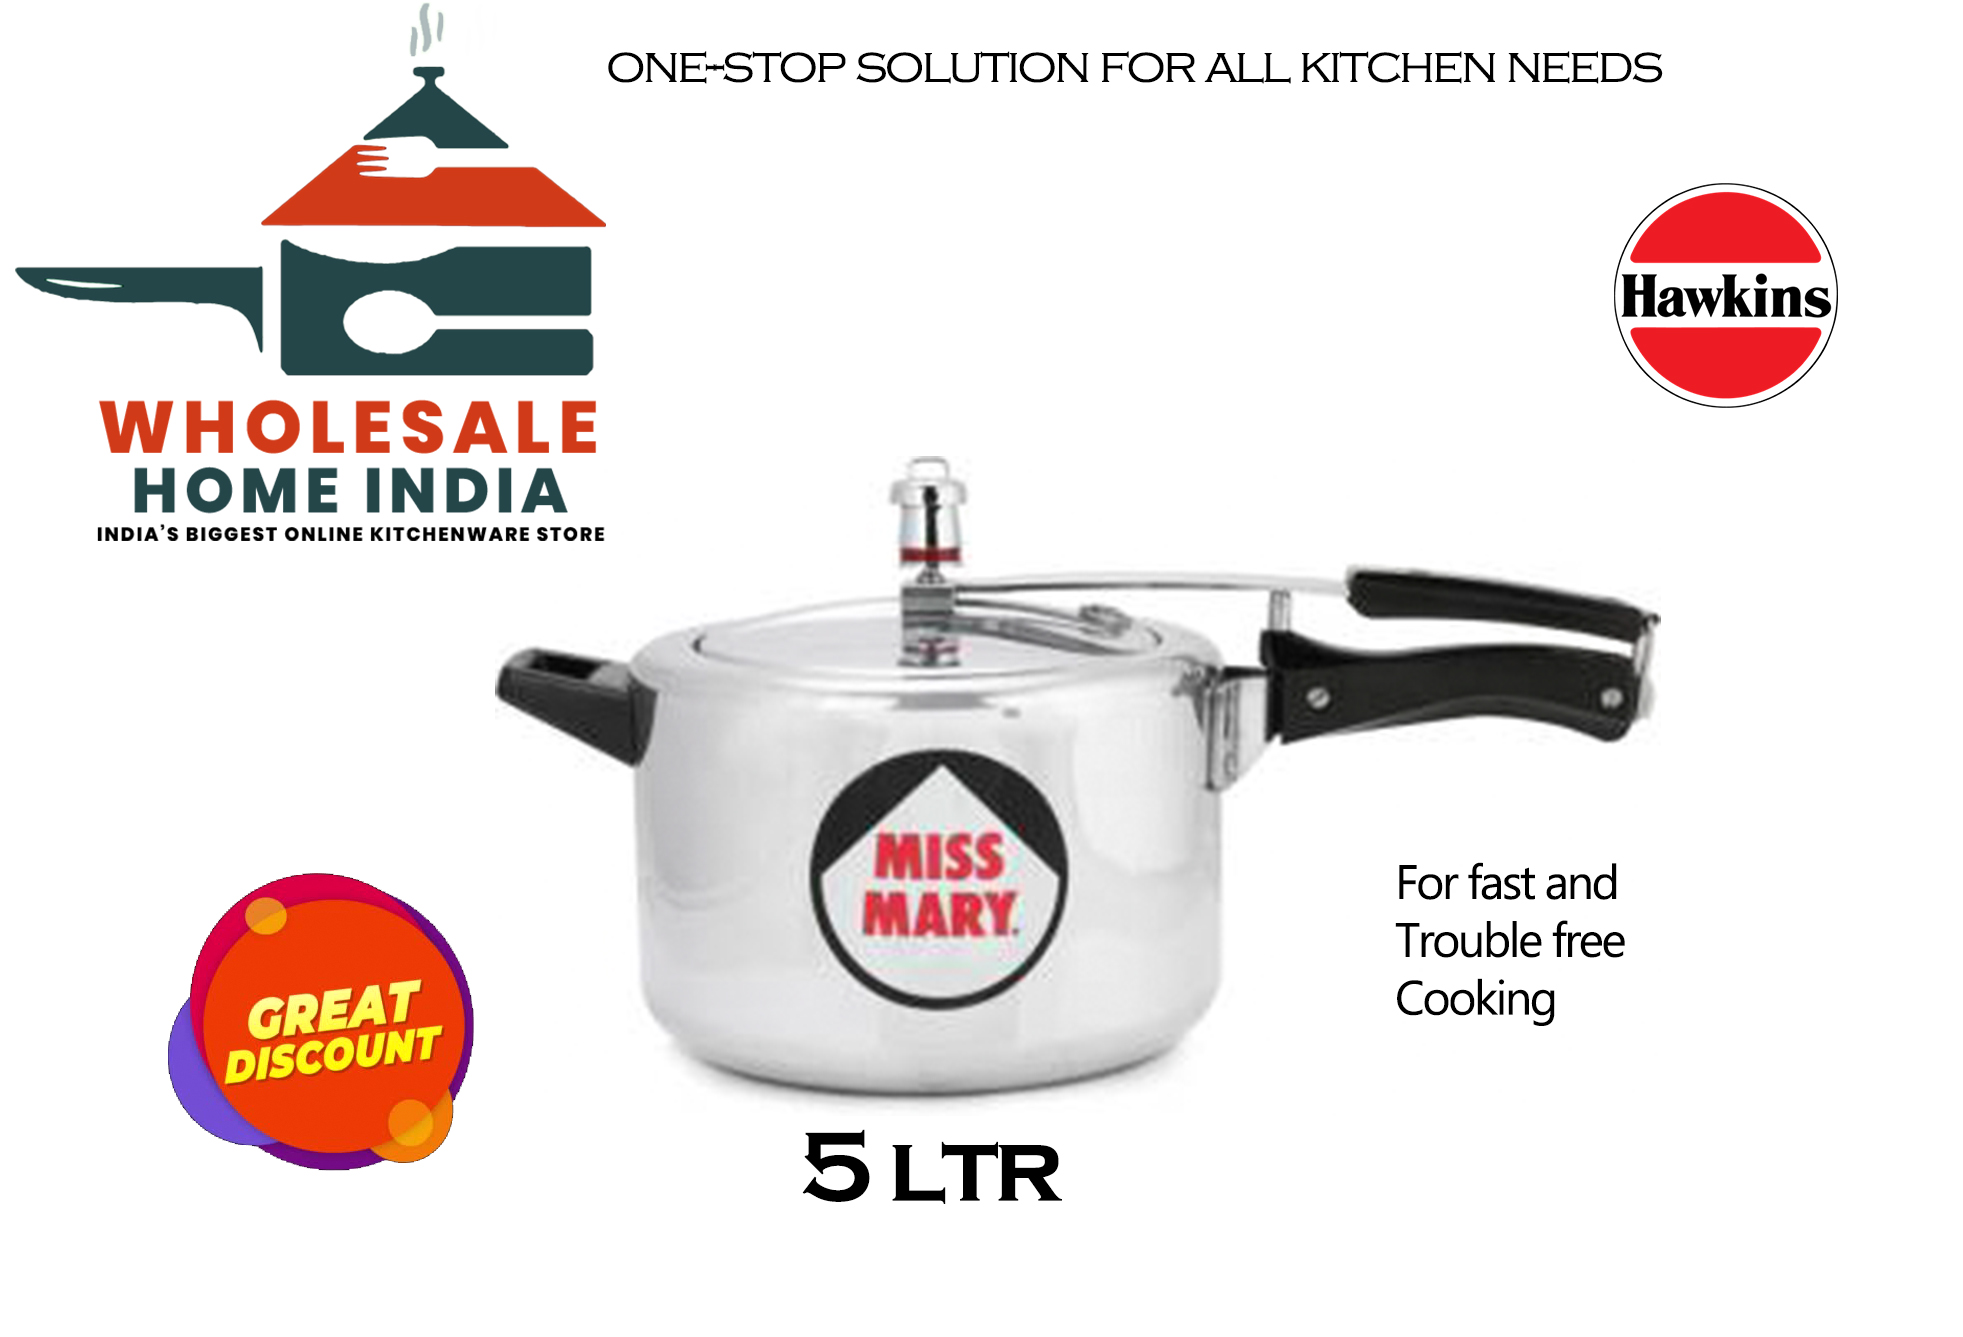 ONE-STOP SOLUTION FOR ALL KITCHEN NEEDS
Hawkins
WHOLESALE
HOME INDIA
INDIA'S BIGGEST ONLINE KITCHENWARE STORE
MISS
MARY.
For fast and
Trouble free
Cooking
GREAT
DISCOUNT
5 LTR